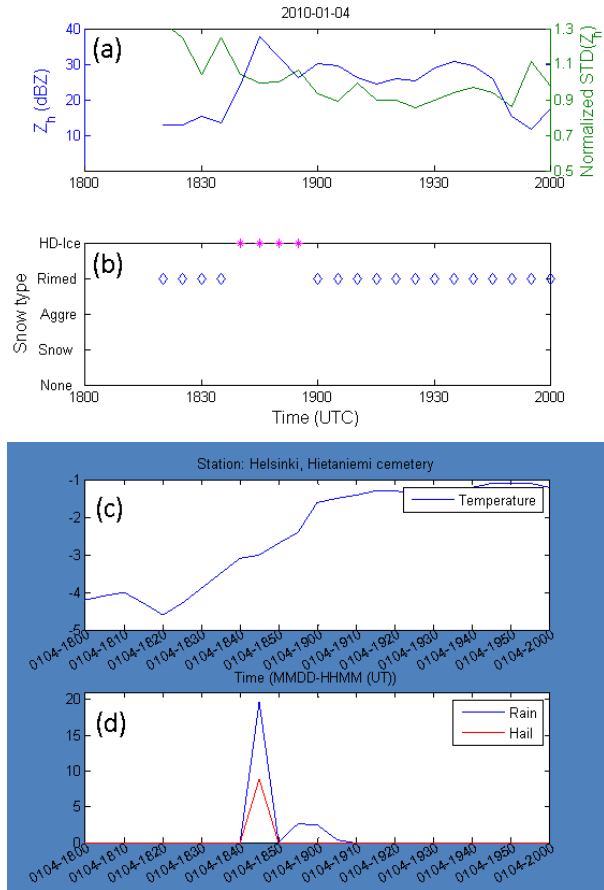 2010-01-04
(a)
40
30
20
10
Z_h (dBZ)
1.3
1.1
0.9
0.7
0.5
Normalized STD(Z_h)
1800 1830 1900 1930 2000
(b)
HD-Ice
Rimed
Aggre
Snow
None
Snow type
1800 1830 1900 1930 2000
Time (UTC)
Station: Helsinki, Hietaniemi cemetery
(c)
-1
-2
-3
-4
-5
Temperature
0104-1800 0104-1810 0104-1820 0104-1830 0104-1840 0104-1850 0104-1900 0104-1910 0104-1920 0104-1930 0104-1940 0104-1950 0104-2000
Time (MMDD-HHMM (UT))
(d)
20
15
10
5
0
Rain
Hail
0104-1800 0104-1810 0104-1820 0104-1830 0104-1840 0104-1850 0104-1900 0104-1910 0104-1920 0104-1930 0104-1940 0104-1950 0104-2000